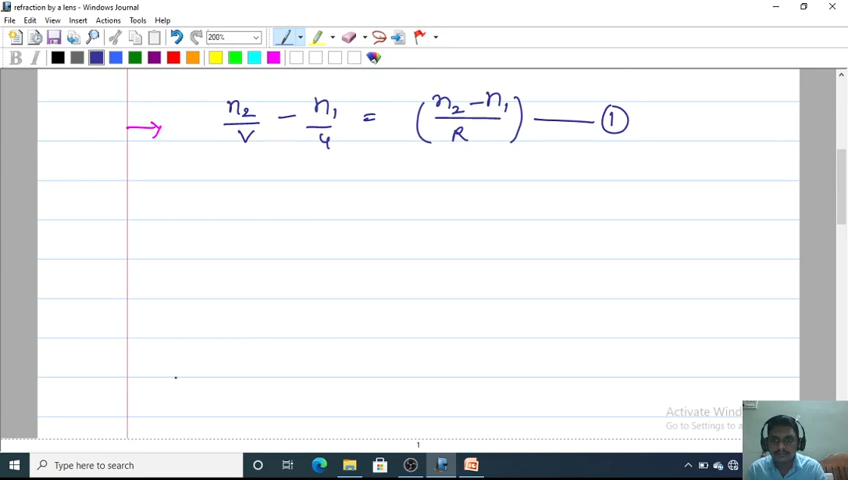 refraction by a lens - Windows Journal
File Edit View Insert Actions Tools Help
200%
B I
→ n₂/v - n₁/u = (n₂-n₁/R) —— ①
Activate Wind
Go to Settings to a
1
Type here to search